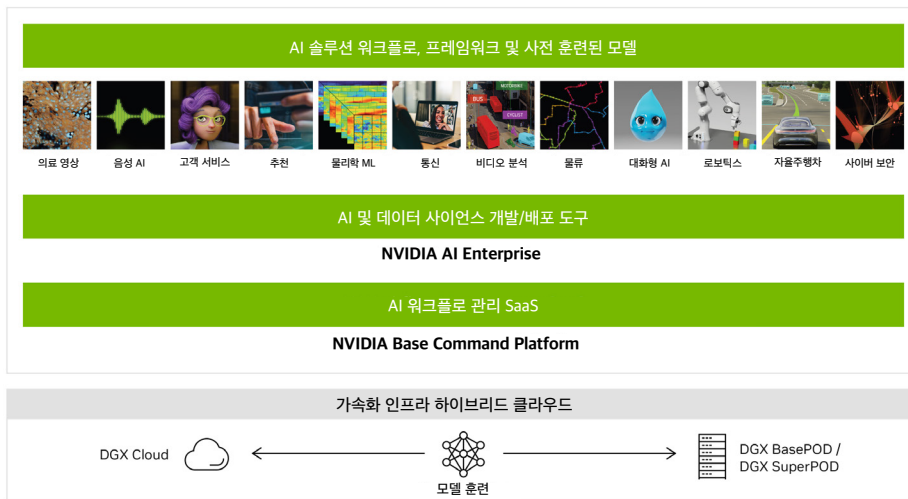 AI 솔루션 워크플로, 프레임워크 및 사전 훈련된 모델
MOTORBIKE
BUS
CYCLIST
의료 영상
음성 AI
고객 서비스
추천
물리학 ML
통신
비디오 분석
물류
대화형 AI
로보틱스
자율주행차
사이버 보안
AI 및 데이터 사이언스 개발/배포 도구
NVIDIA AI Enterprise
AI 워크플로 관리 SaaS
NVIDIA Base Command Platform
가속화 인프라 하이브리드 클라우드
DGX Cloud
모델 훈련
DGX BasePOD /
DGX SuperPOD